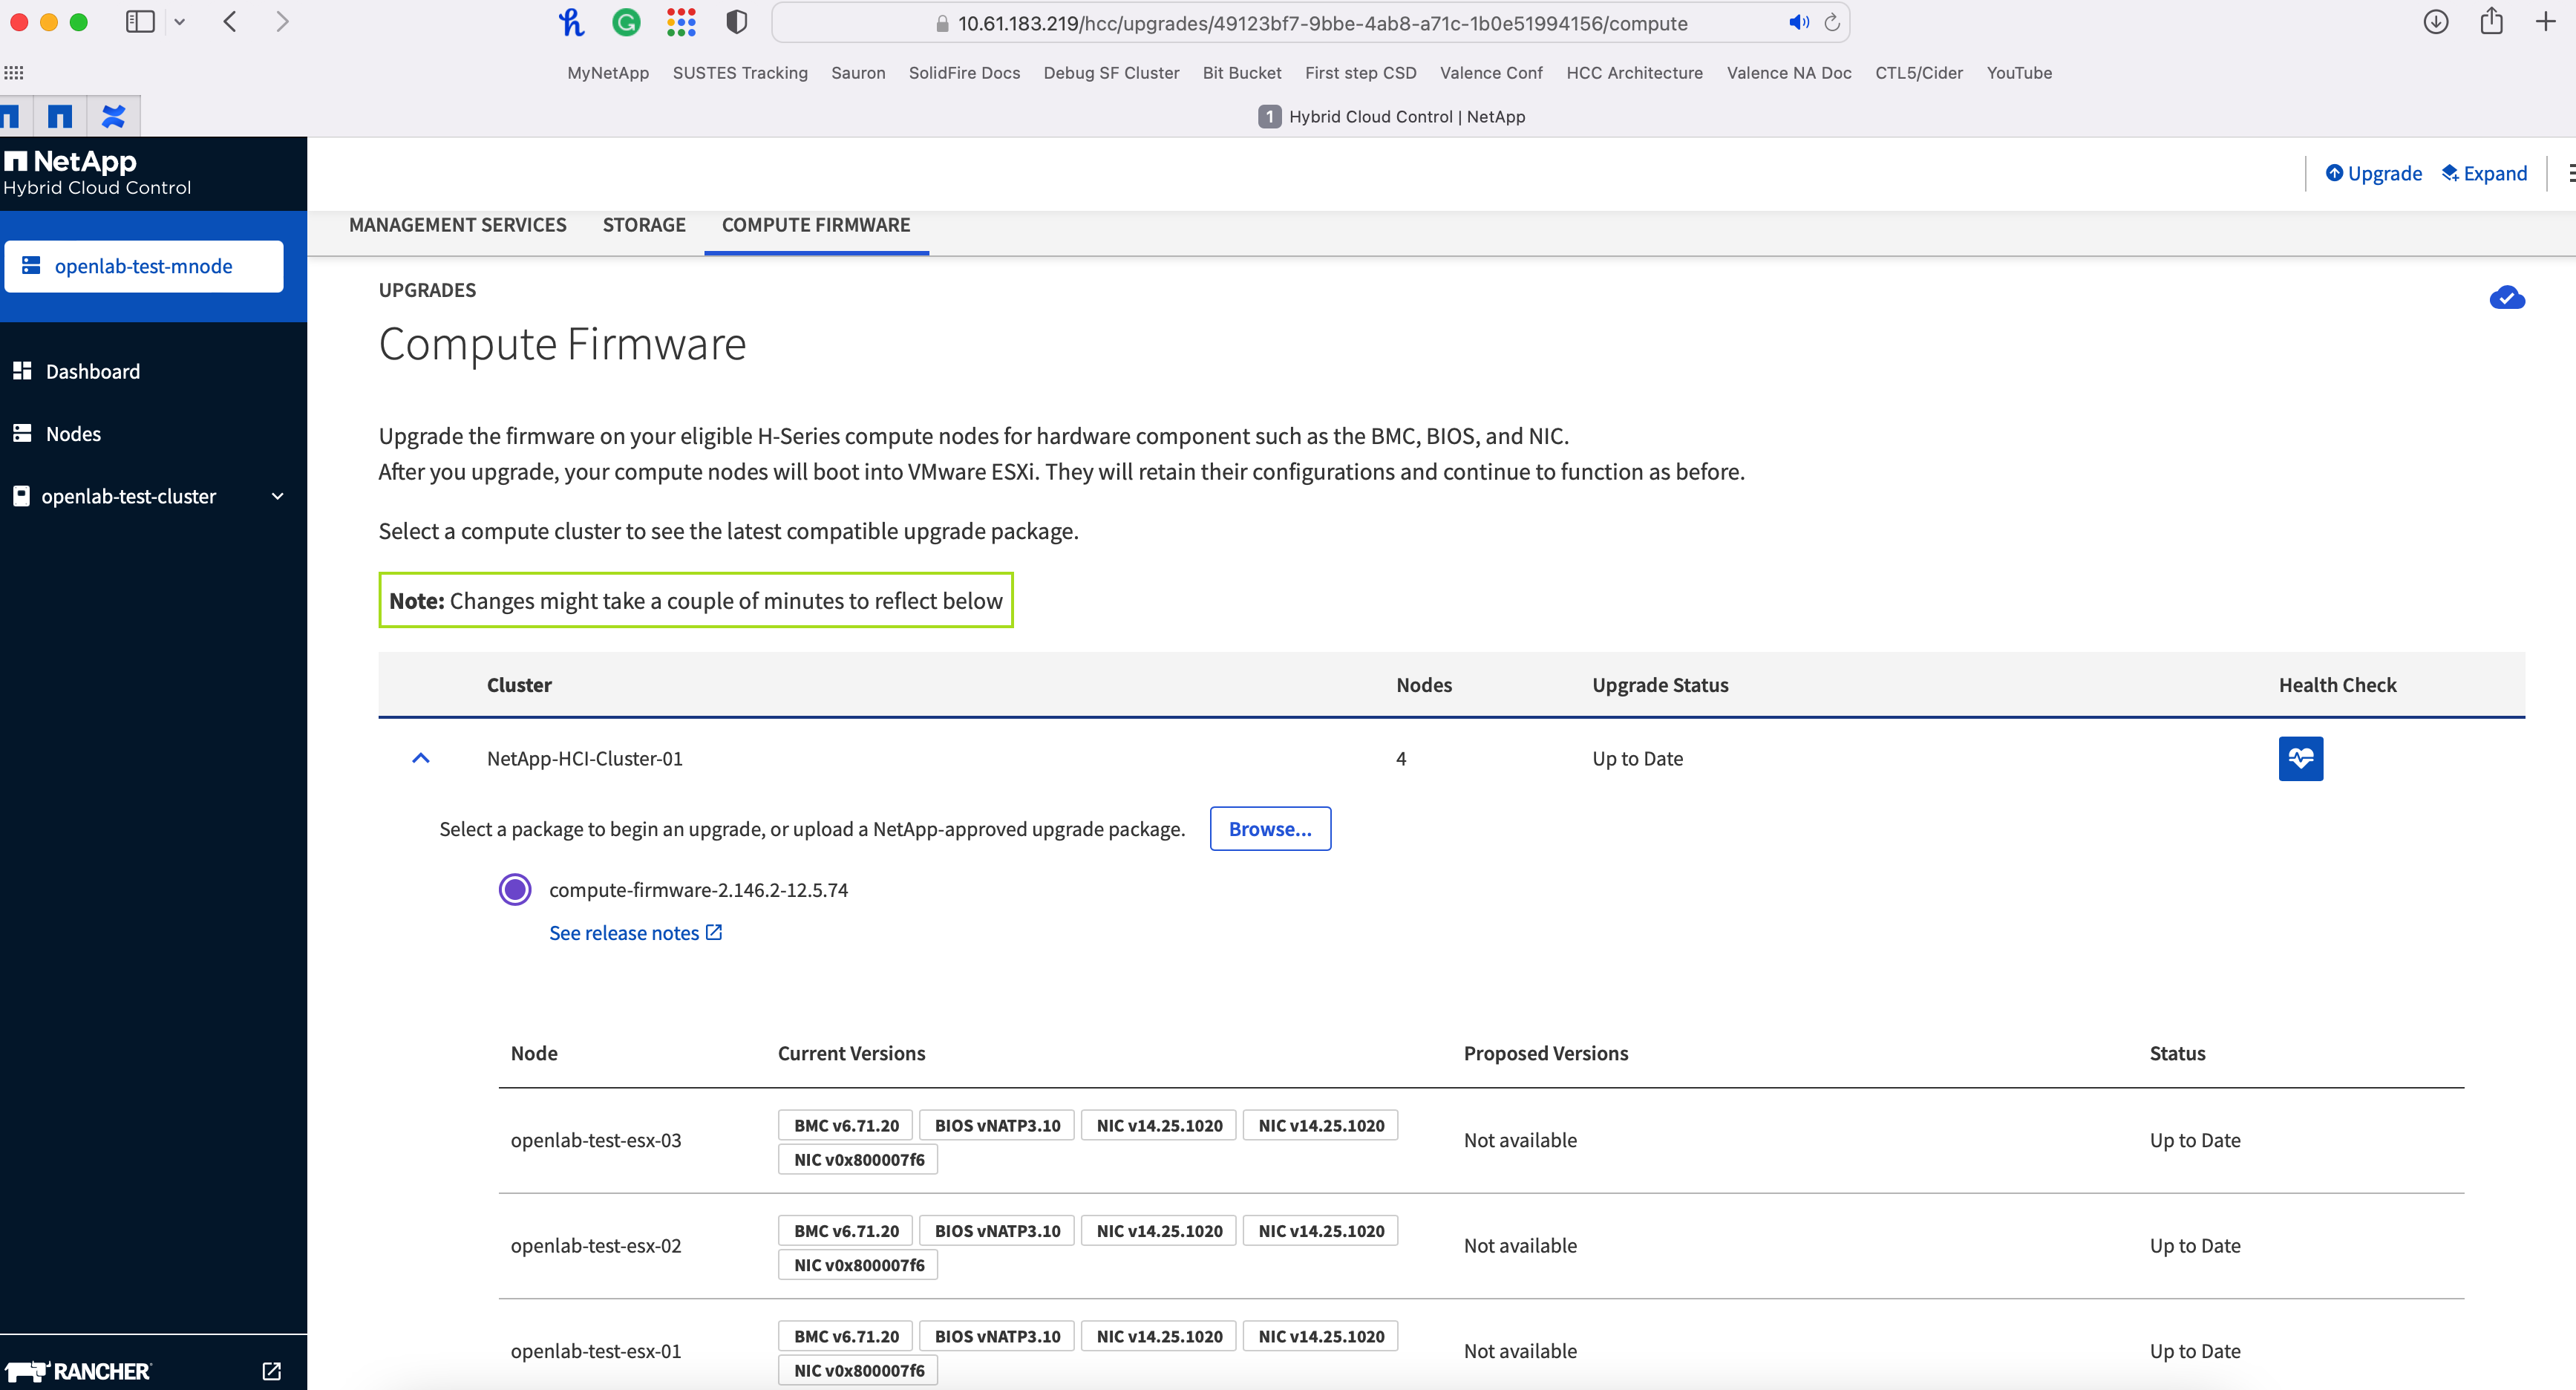 10.61.183.219/hcc/upgrades/49123bf7-9bbe-4ab8-a71c-1b0e51994156/compute
MyNetApp SUSTES Tracking Sauron SolidFire Docs Debug SF Cluster Bit Bucket First step CSD Valence Conf HCC Architecture Valence NA Doc CTL5/Cider YouTube
1 Hybrid Cloud Control | NetApp
NetApp
Hybrid Cloud Control
Upgrade Expand
openlab-test-mnode
Dashboard
Nodes
openlab-test-cluster
RANCHER
MANAGEMENT SERVICES STORAGE COMPUTE FIRMWARE
UPGRADES
Compute Firmware
Upgrade the firmware on your eligible H-Series compute nodes for hardware component such as the BMC, BIOS, and NIC.
After you upgrade, your compute nodes will boot into VMware ESXi. They will retain their configurations and continue to function as before.
Select a compute cluster to see the latest compatible upgrade package.
Note: Changes might take a couple of minutes to reflect below
Cluster Nodes Upgrade Status Health Check
NetApp-HCI-Cluster-01 4 Up to Date
Select a package to begin an upgrade, or upload a NetApp-approved upgrade package. Browse...
compute-firmware-2.146.2-12.5.74
See release notes
Node Current Versions Proposed Versions Status
openlab-test-esx-03 BMC v6.71.20 BIOS vNATP3.10 NIC v14.25.1020 NIC v14.25.1020 Not available Up to Date
NIC v0x800007f6
openlab-test-esx-02 BMC v6.71.20 BIOS vNATP3.10 NIC v14.25.1020 NIC v14.25.1020 Not available Up to Date
NIC v0x800007f6
openlab-test-esx-01 BMC v6.71.20 BIOS vNATP3.10 NIC v14.25.1020 NIC v14.25.1020 Not available Up to Date
NIC v0x800007f6